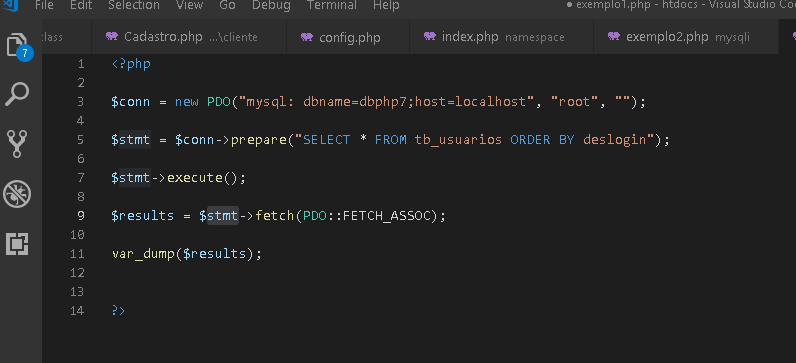 File Edit Selection View Go Debug Terminal Help ● exemplo1.php - htdocs - Visual Studio Co
class Cadastro.php ...\cliente config.php index.php namespace exemplo2.php mysqli
7
1 <?php
2
3 $conn = new PDO("mysql: dbname=dbphp7;host=localhost", "root", "");
4
5 $stmt = $conn->prepare("SELECT * FROM tb_usuarios ORDER BY deslogin");
6
7 $stmt->execute();
8
9 $results = $stmt->fetch(PDO::FETCH_ASSOC);
10
11 var_dump($results);
12
13
14 ?>